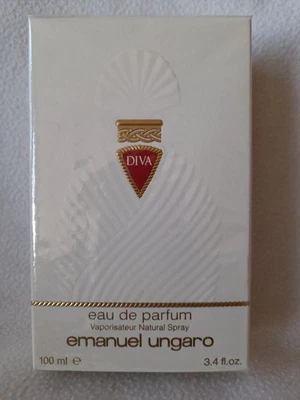 DIVA
eau de parfum
Vaporisateur Natural Spray
emanuel ungaro
100 ml ℮ 3.4 fl.oz.